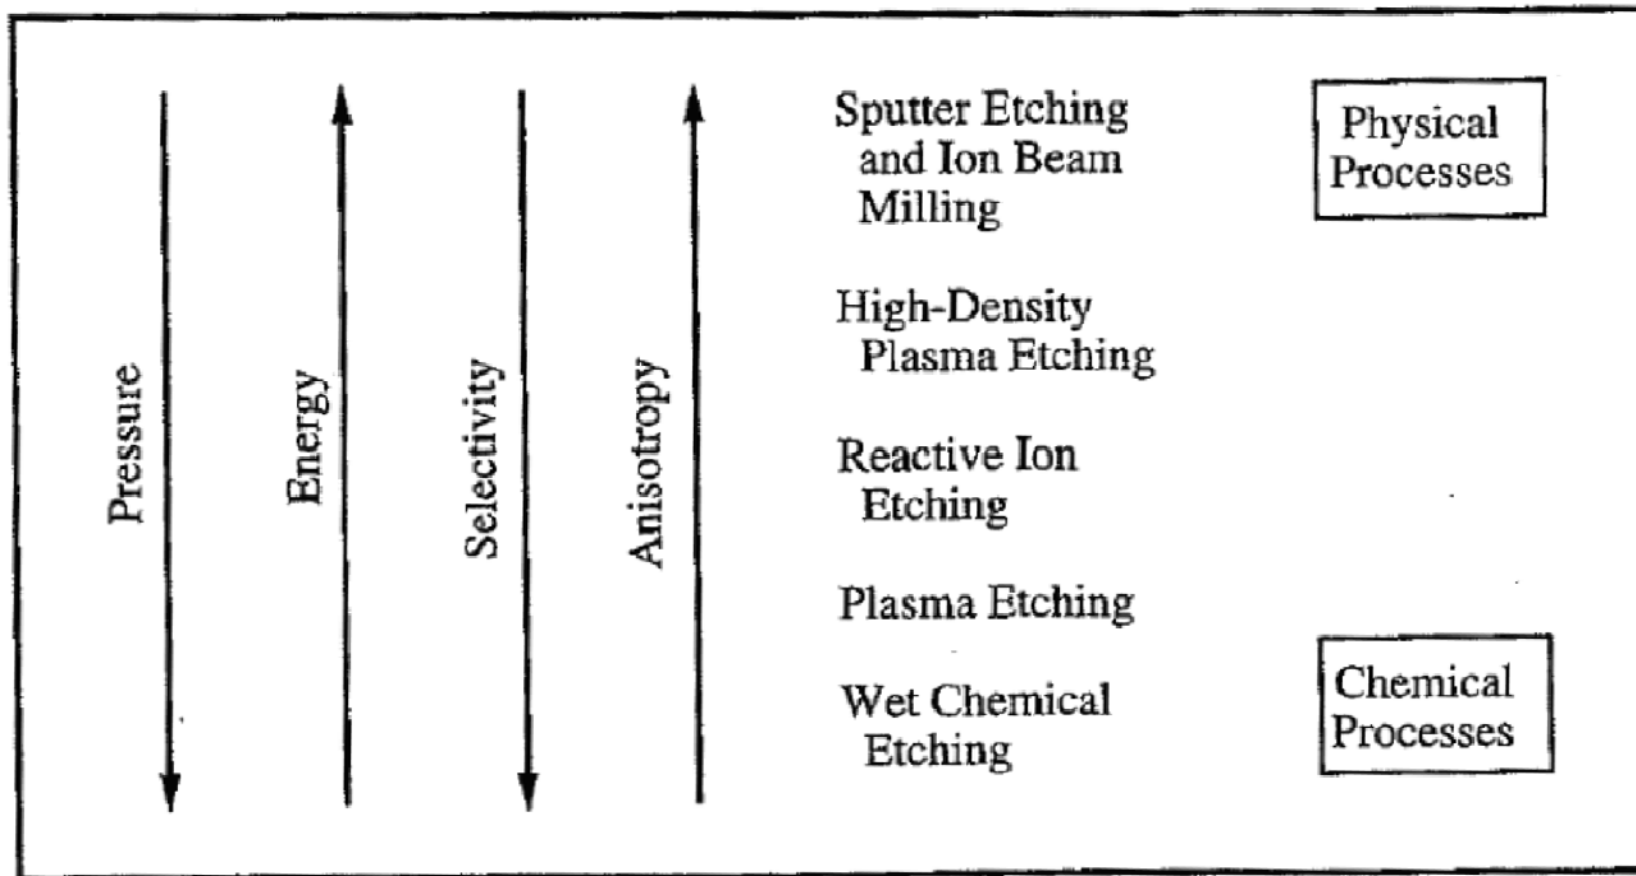 Pressure
Energy
Selectivity
Anisotropy
Sputter Etching
and Ion Beam
Milling
High-Density
Plasma Etching
Reactive Ion
Etching
Plasma Etching
Wet Chemical
Etching
Physical
Processes
Chemical
Processes